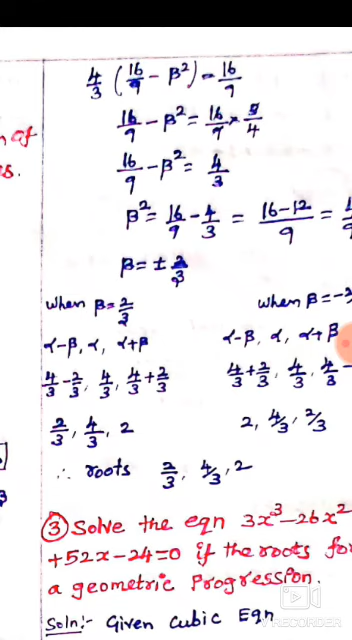 n of
s.
4/3 (16/9 - β²) = 16/9
16/9 - β² = 16/9 × 3/4
16/9 - β² = 4/3
β² = 16/9 - 4/3 = (16-12)/9 =
β = ± 2/3
when β = 2/3
α-β, α, α+β
4/3 - 2/3, 4/3, 4/3 + 2/3
2/3, 4/3, 2
when β = -
α-β, α, α+β
4/3 + 2/3, 4/3, 4/3 -
2, 4/3, 2/3
∴ roots 2/3, 4/3, 2
③ Solve the eqn 3x³-26x²
+52x-24=0 if the roots for
a geometric Progression.
Soln:- Given Cubic Eqn
V RECORDER